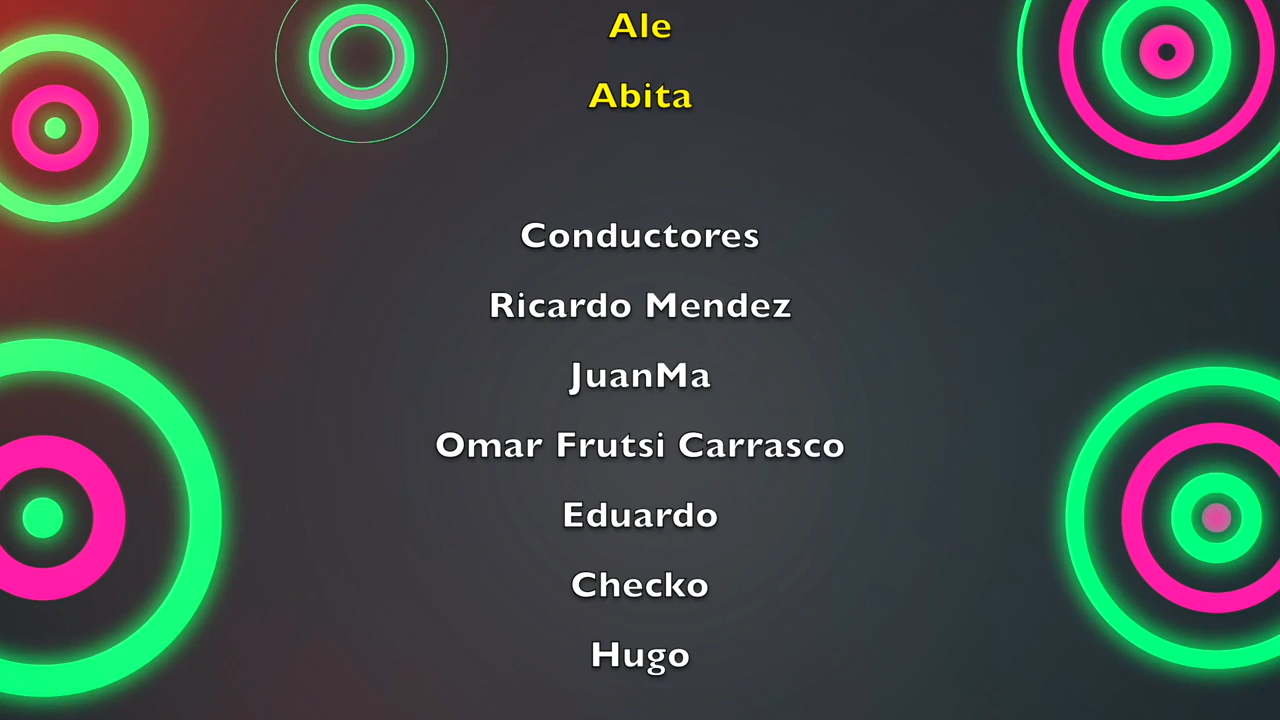 Ale
Abita
Conductores
Ricardo Mendez
JuanMa
Omar Frutsi Carrasco
Eduardo
Checko
Hugo